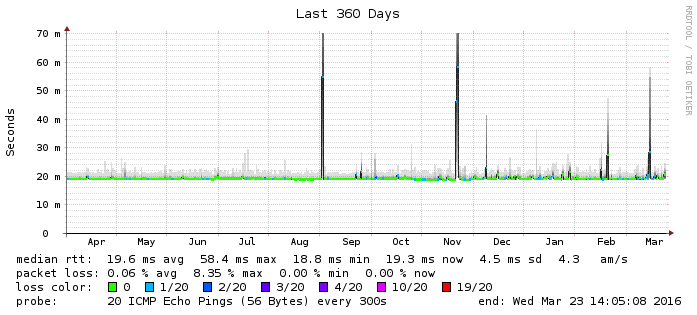 Last 360 Days
RRDTOOL / TOBI OETIKER
Seconds
70 m
60 m
50 m
40 m
30 m
20 m
10 m
0
Apr May Jun Jul Aug Sep Oct Nov Dec Jan Feb Mar
median rtt: 19.6 ms avg 58.4 ms max 18.8 ms min 19.3 ms now 4.5 ms sd 4.3 am/s
packet loss: 0.06 % avg 8.35 % max 0.00 % min 0.00 % now
loss color: 0 1/20 2/20 3/20 4/20 10/20 19/20
probe: 20 ICMP Echo Pings (56 Bytes) every 300s end: Wed Mar 23 14:05:08 2016